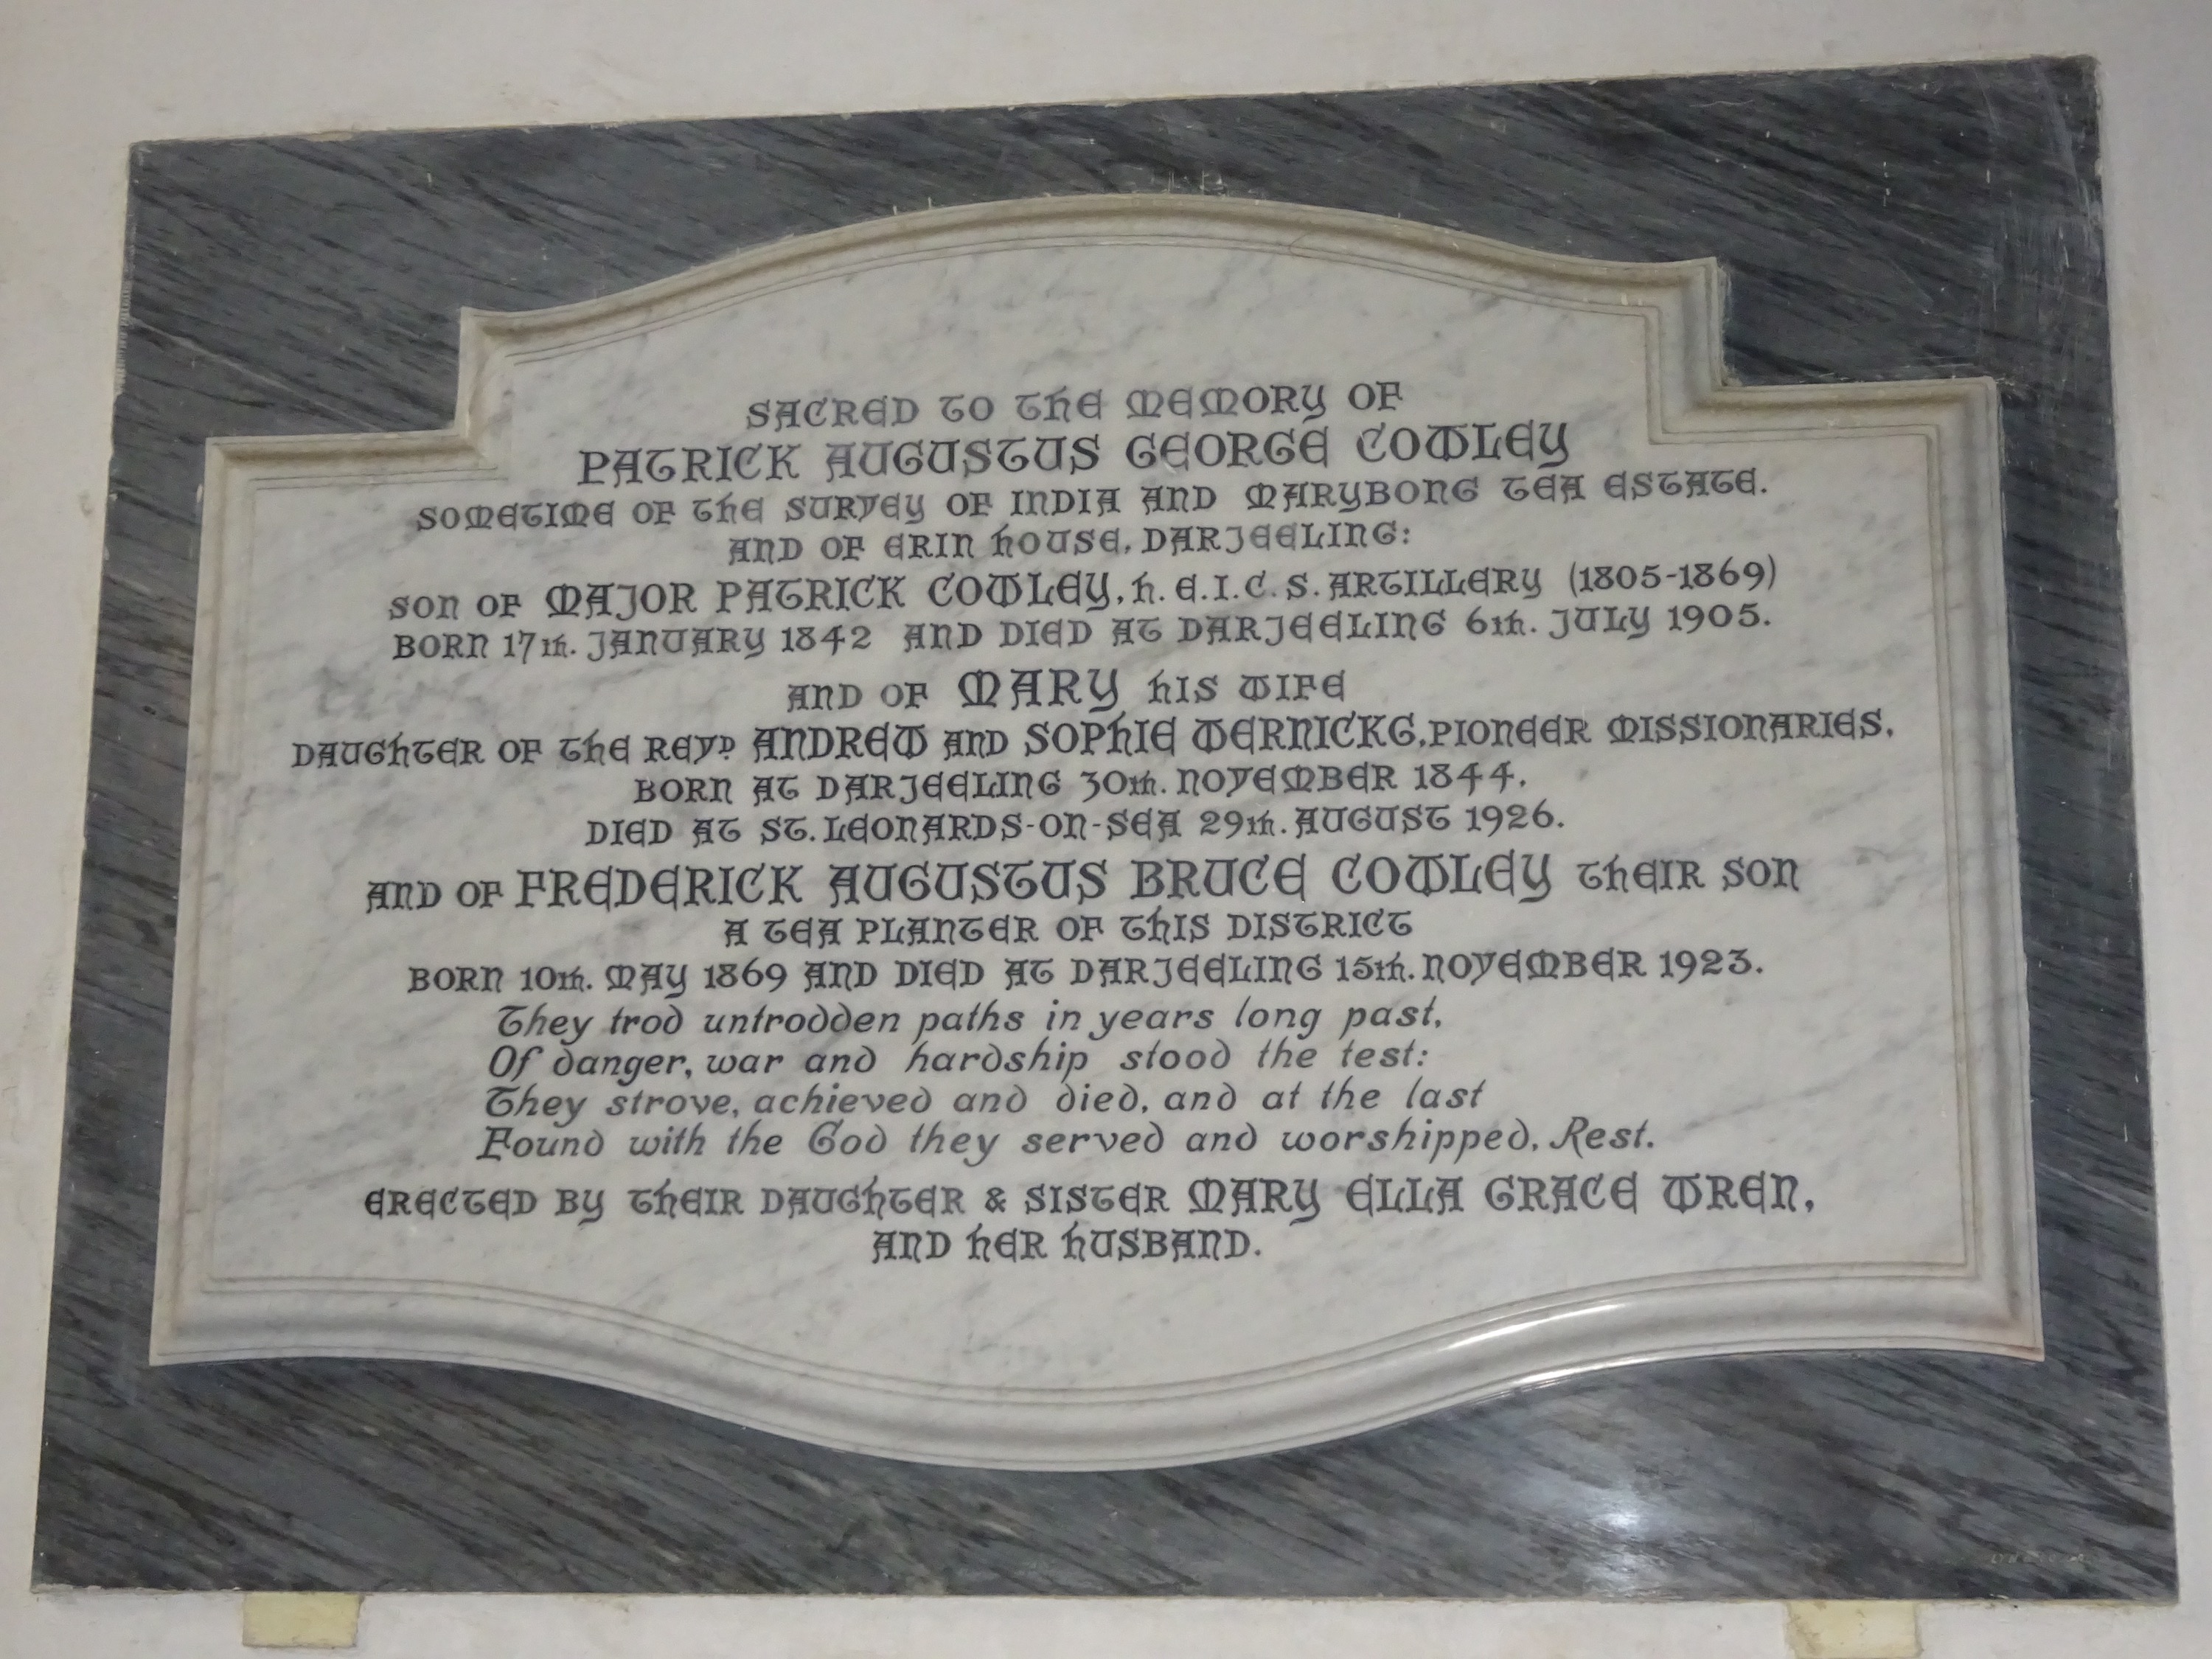 SACRED TO THE MEMORY OF
PATRICK AUGUSTUS GEORGE COWLEY
SOMETIME OF THE SURVEY OF INDIA AND MARYBONG TEA ESTATE.
AND OF ERIN HOUSE, DARJEELING:
SON OF MAJOR PATRICK COWLEY, H. E. I. C. S. ARTILLERY (1805-1869)
BORN 17TH. JANUARY 1842 AND DIED AT DARJEELING 6TH. JULY 1905.
AND OF MARY HIS WIFE
DAUGHTER OF THE REVD. ANDREW AND SOPHIE WERNICKE, PIONEER MISSIONARIES,
BORN AT DARJEELING 30TH. NOVEMBER 1844,
DIED AT ST. LEONARDS-ON-SEA 29TH. AUGUST 1926.
AND OF FREDERICK AUGUSTUS BRUCE COWLEY THEIR SON
A TEA PLANTER OF THIS DISTRICT
BORN 10TH. MAY 1869 AND DIED AT DARJEELING 15TH. NOVEMBER 1923.
They trod untrodden paths in years long past,
Of danger, war and hardship stood the test:
They strove, achieved and died, and at the last
Found with the God they served and worshipped, Rest.
ERECTED BY THEIR DAUGHTER & SISTER MARY ELLA GRACE WREN,
AND HER HUSBAND.